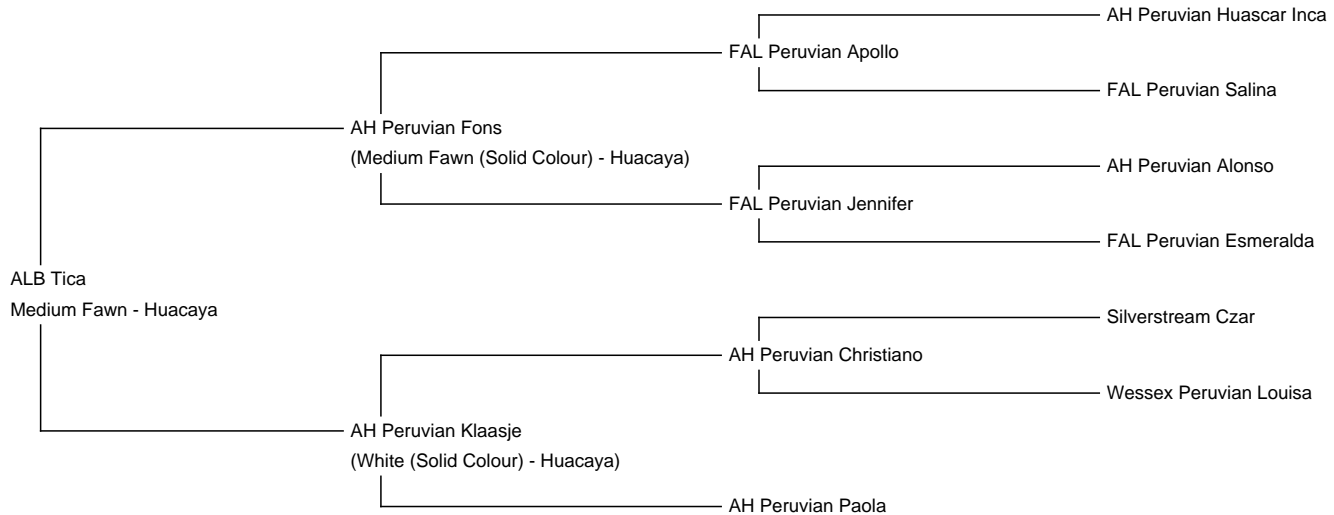 AH Peruvian Huascar Inca
FAL Peruvian Apollo
FAL Peruvian Salina
AH Peruvian Fons
(Medium Fawn (Solid Colour) - Huacaya)
AH Peruvian Alonso
FAL Peruvian Jennifer
FAL Peruvian Esmeralda
ALB Tica
Medium Fawn - Huacaya
Silverstream Czar
AH Peruvian Christiano
Wessex Peruvian Louisa
AH Peruvian Klaasje
(White (Solid Colour) - Huacaya)
AH Peruvian Paola